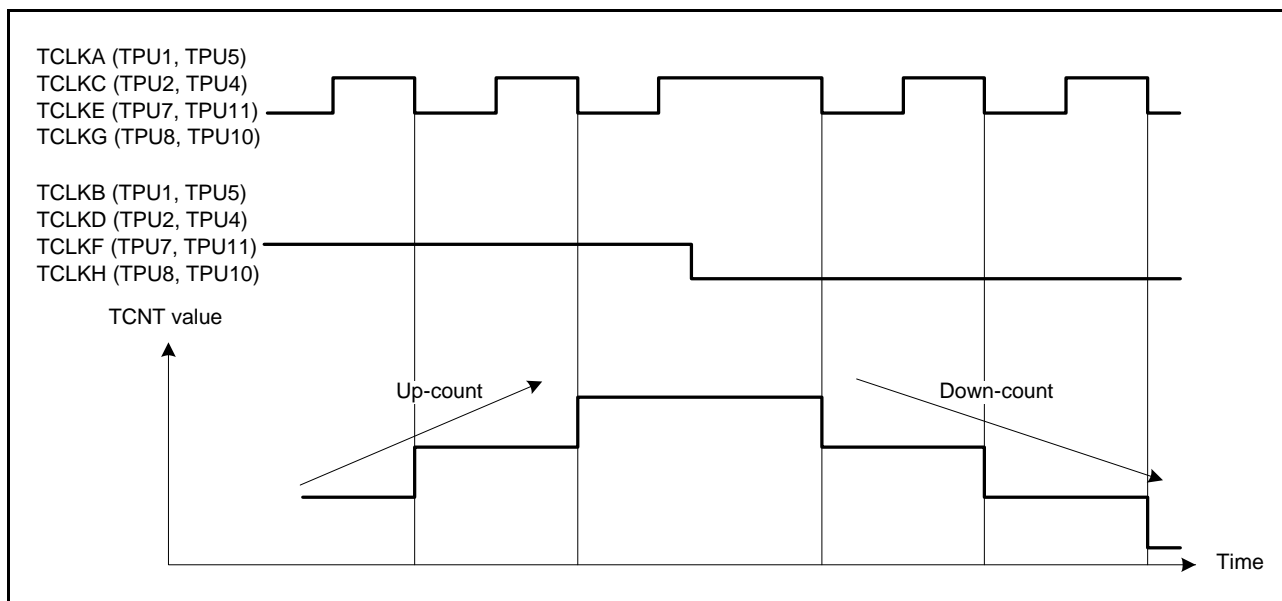 TCLKA (TPU1, TPU5)
TCLKC (TPU2, TPU4)
TCLKE (TPU7, TPU11)
TCLKG (TPU8, TPU10)
TCLKB (TPU1, TPU5)
TCLKD (TPU2, TPU4)
TCLKF (TPU7, TPU11)
TCLKH (TPU8, TPU10)
TCNT value
Up-count
Down-count
Time